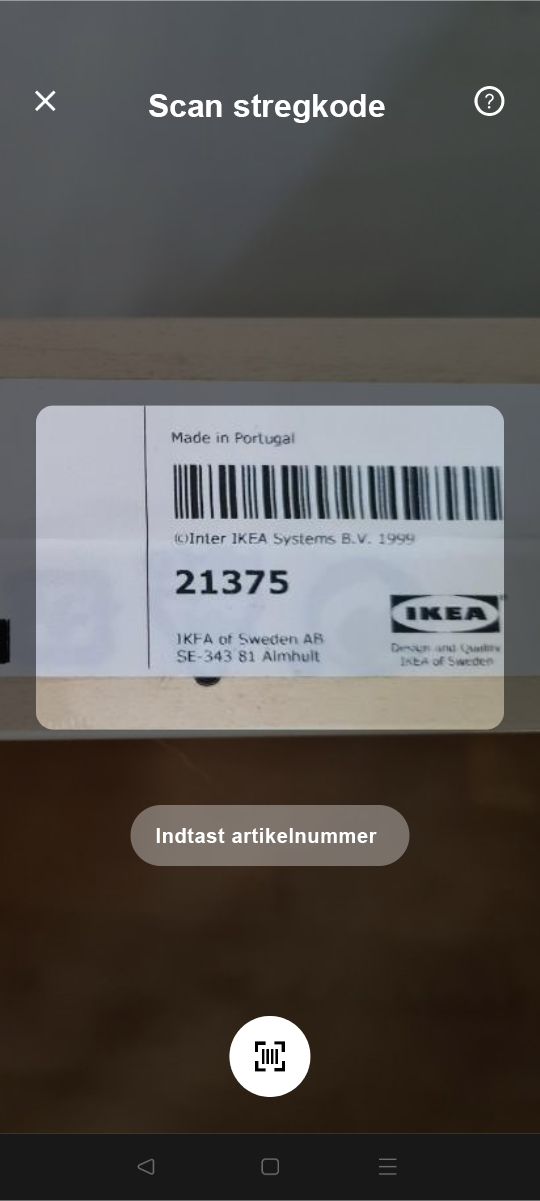 Scan stregkode
Made in Portugal
©Inter IKEA Systems B.V. 1999
21375
IKEA
IKEA of Sweden AB
SE-343 81 Älmhult
Design and Quality
IKEA of Sweden
Indtast artikelnummer